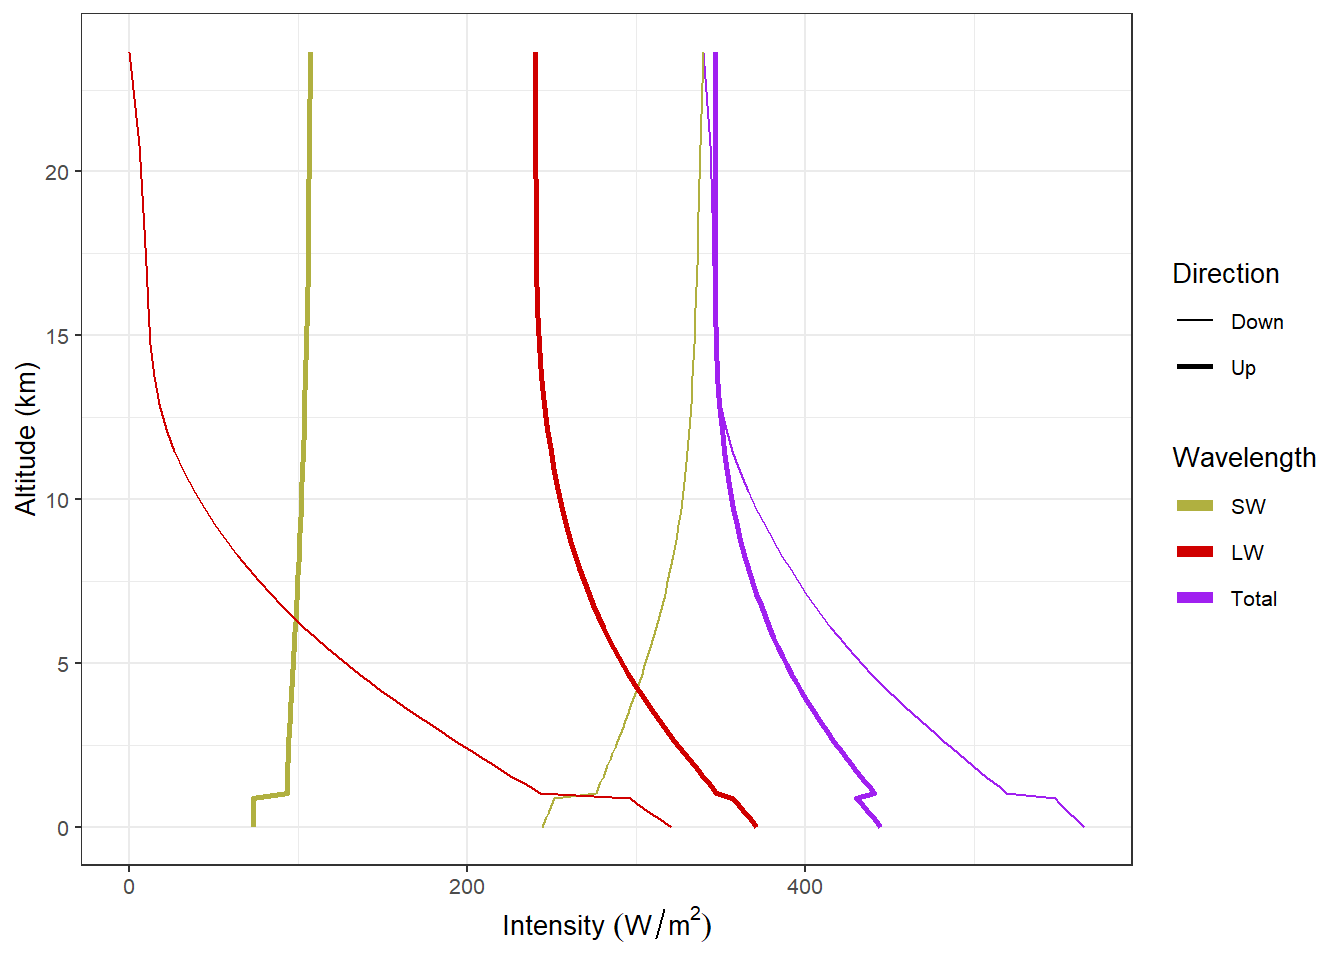 Altitude (km)
20
15
10
5
0
0 200 400
Intensity (W/m²)
Direction
Down
Up
Wavelength
SW
LW
Total